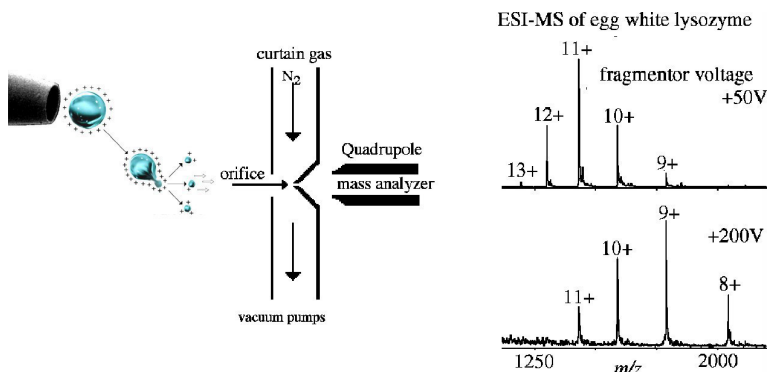 curtain gas
N2
orifice
Quadrupole
mass analyzer
vacuum pumps
ESI-MS of egg white lysozyme
fragmentor voltage
+50V
13+
12+
11+
10+
9+
+200V
11+
10+
9+
8+
1250
m/z
2000